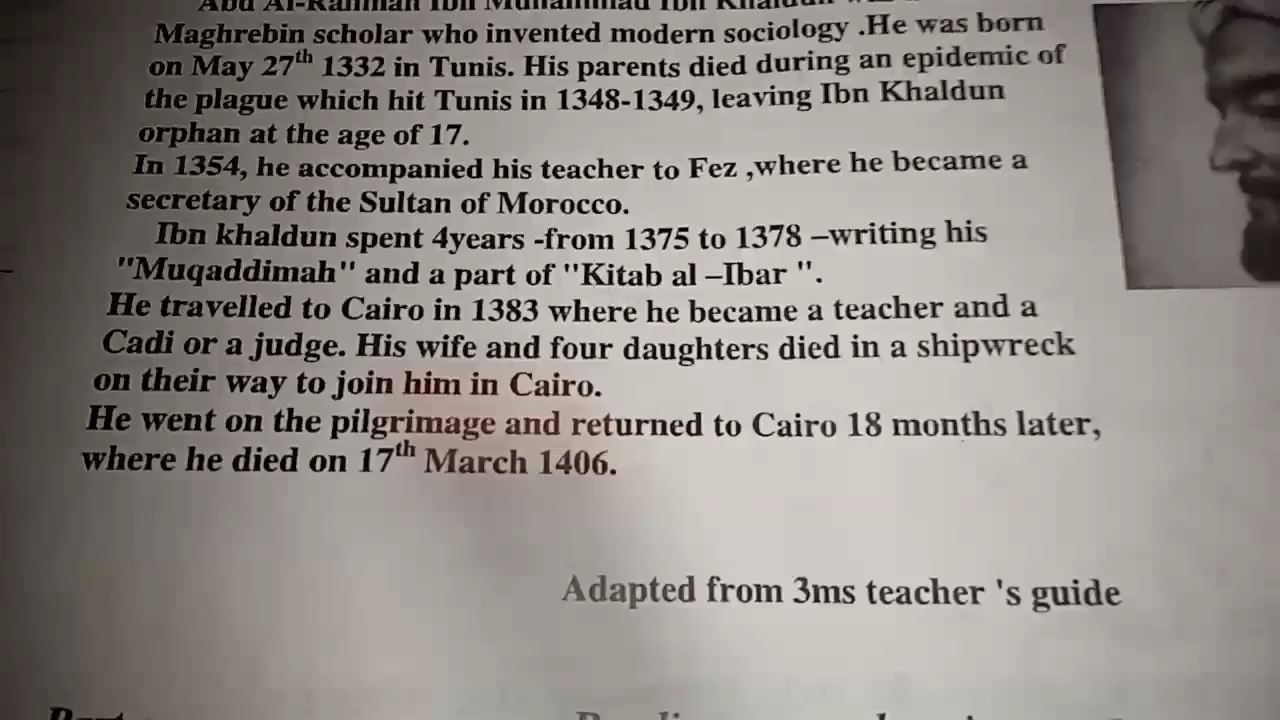 Abd Al-Rahman Ibn Muhammad Ibn Khaldun
Maghrebin scholar who invented modern sociology .He was born
on May 27th 1332 in Tunis. His parents died during an epidemic of
the plague which hit Tunis in 1348-1349, leaving Ibn Khaldun
orphan at the age of 17.
In 1354, he accompanied his teacher to Fez ,where he became a
secretary of the Sultan of Morocco.
Ibn khaldun spent 4years -from 1375 to 1378 –writing his
"Muqaddimah" and a part of "Kitab al –Ibar ".
He travelled to Cairo in 1383 where he became a teacher and a
Cadi or a judge. His wife and four daughters died in a shipwreck
on their way to join him in Cairo.
He went on the pilgrimage and returned to Cairo 18 months later,
where he died on 17th March 1406.
Adapted from 3ms teacher 's guide